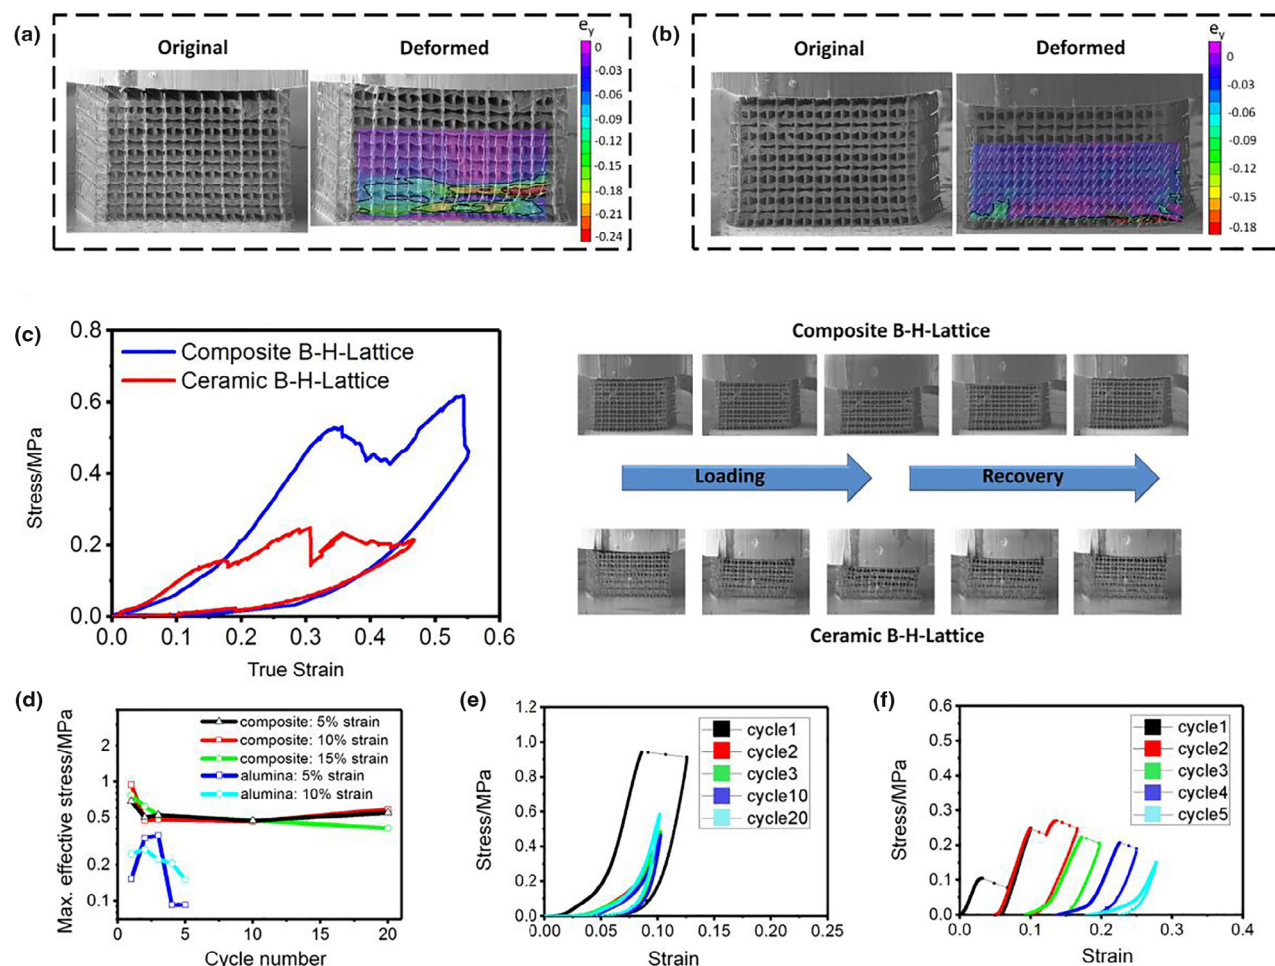 (a)
Original
Deformed
e_y
0
-0.03
-0.06
-0.09
-0.12
-0.15
-0.18
-0.21
-0.24
(b)
Original
Deformed
e_y
0
-0.03
-0.06
-0.09
-0.12
-0.15
-0.18
(c)
0.8
0.6
0.4
0.2
0.0
Stress/MPa
Composite B-H-Lattice
Ceramic B-H-Lattice
0.0 0.1 0.2 0.3 0.4 0.5 0.6
True Strain
Composite B-H-Lattice
Loading
Recovery
Ceramic B-H-Lattice
(d)
Max. effective stress/MPa
2
1
0.5
0.2
0.1
composite: 5% strain
composite: 10% strain
composite: 15% strain
alumina: 5% strain
alumina: 10% strain
0 5 10 15 20
Cycle number
(e)
Stress/MPa
1.2
1.0
0.8
0.6
0.4
0.2
0.0
cycle1
cycle2
cycle3
cycle10
cycle20
0.00 0.05 0.10 0.15 0.20 0.25
Strain
(f)
Stress/MPa
0.6
0.5
0.4
0.3
0.2
0.1
0.0
cycle1
cycle2
cycle3
cycle4
cycle5
0.0 0.1 0.2 0.3 0.4
Strain